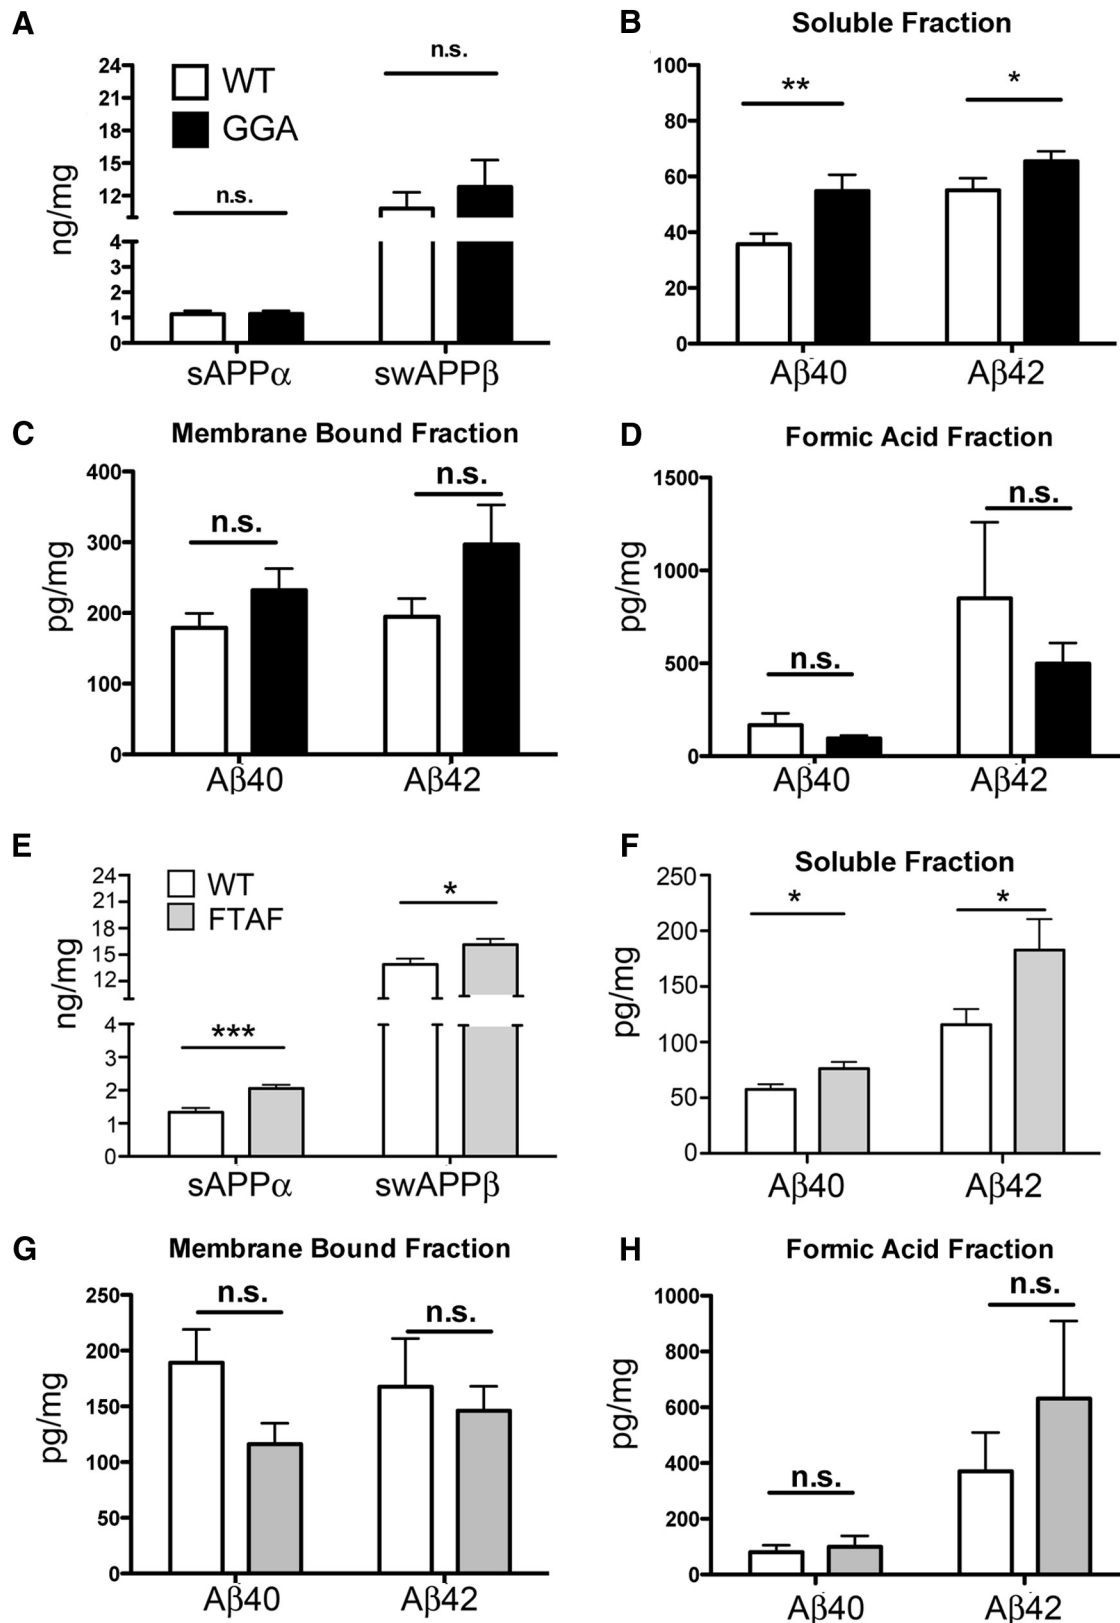 A
n.s.
24
21
18
15
12
4
3
2
1
0
ng/mg
WT
GGA
n.s.
sAPPα
swAPPβ
B
Soluble Fraction
100
80
60
40
20
0
**
*
Aβ40
Aβ42
C
Membrane Bound Fraction
400
300
200
100
0
pg/mg
n.s.
n.s.
Aβ40
Aβ42
D
Formic Acid Fraction
1500
1000
500
0
pg/mg
n.s.
n.s.
Aβ40
Aβ42
E
24
21
18
15
12
4
3
2
1
0
ng/mg
WT
FTAF
***
*
sAPPα
swAPPβ
F
Soluble Fraction
250
200
150
100
50
0
pg/mg
*
*
Aβ40
Aβ42
G
Membrane Bound Fraction
250
200
150
100
50
0
pg/mg
n.s.
n.s.
Aβ40
Aβ42
H
Formic Acid Fraction
1000
800
600
400
200
0
pg/mg
n.s.
n.s.
Aβ40
Aβ42